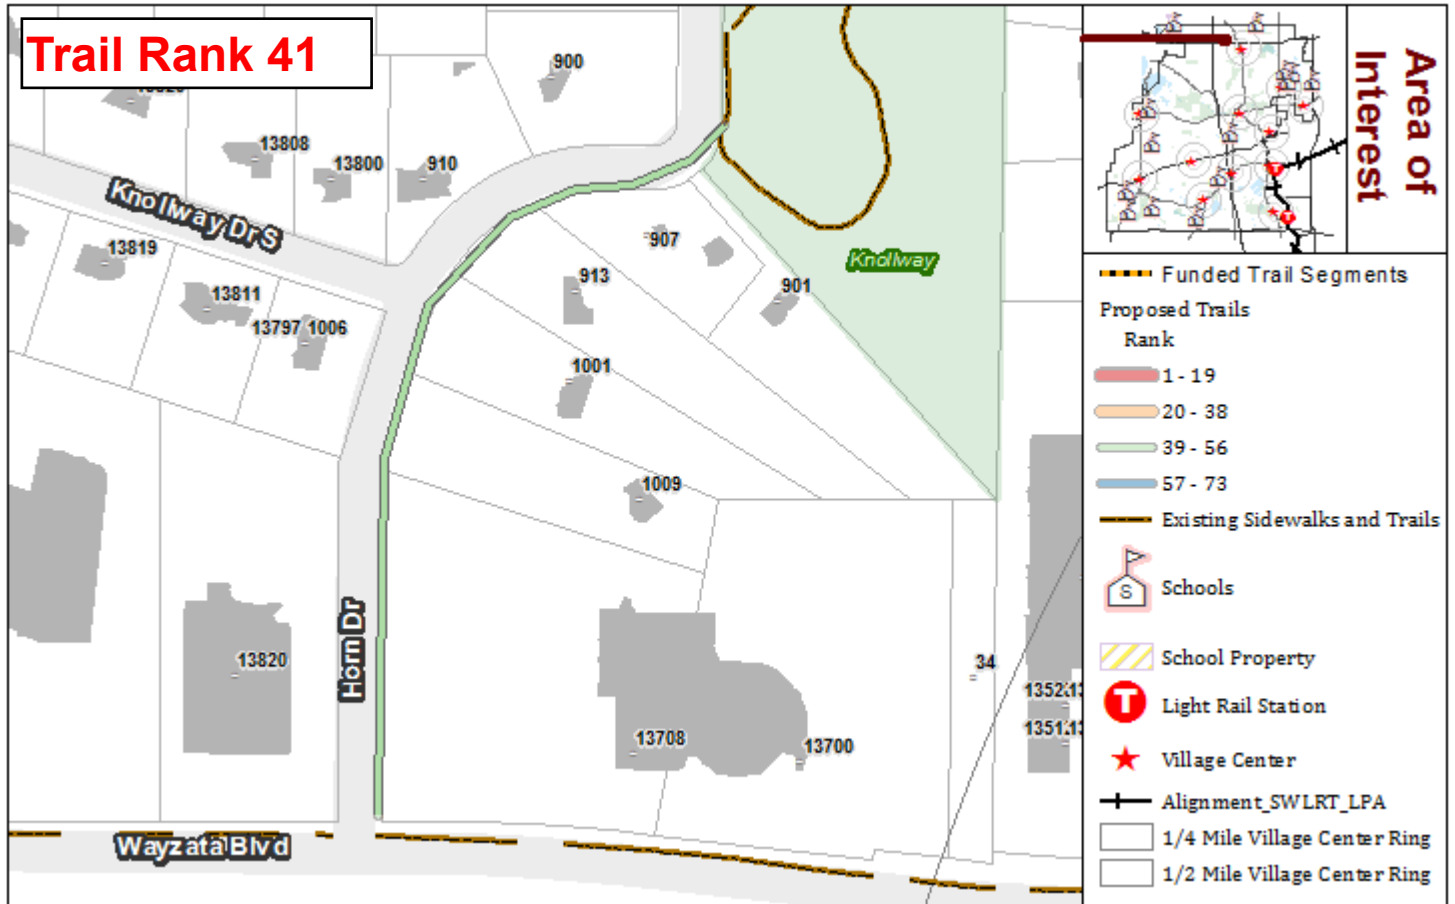 Trail Rank 41
900
13808
13800
910
Knollway Dr S
13819
13811
13797 1006
907
913
901
Knollway
1001
1009
Horn Dr
13820
34
13708
13700
Wayzata Blvd
Area of
Interest
Funded Trail Segments
Proposed Trails
Rank
1 - 19
20 - 38
39 - 56
57 - 73
Existing Sidewalks and Trails
S
Schools
School Property
T
Light Rail Station
Village Center
Alignment_SWLRT_LPA
1/4 Mile Village Center Ring
1/2 Mile Village Center Ring